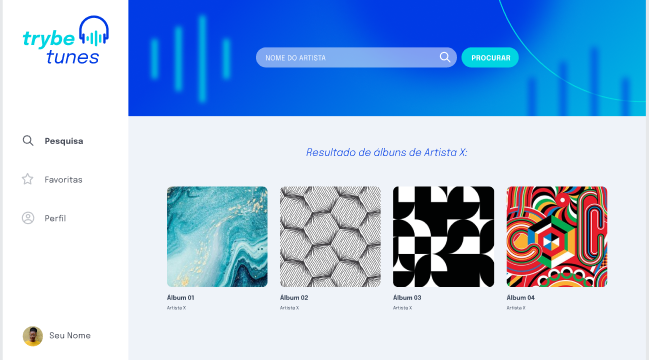 trybe
tunes
NOME DO ARTISTA
PROCURAR
Pesquisa
Favoritas
Perfil
Seu Nome
Resultado de álbuns de Artista X:
Album 01
Artista X
Album 02
Artista X
Album 03
Artista X
Album 04
Artista X